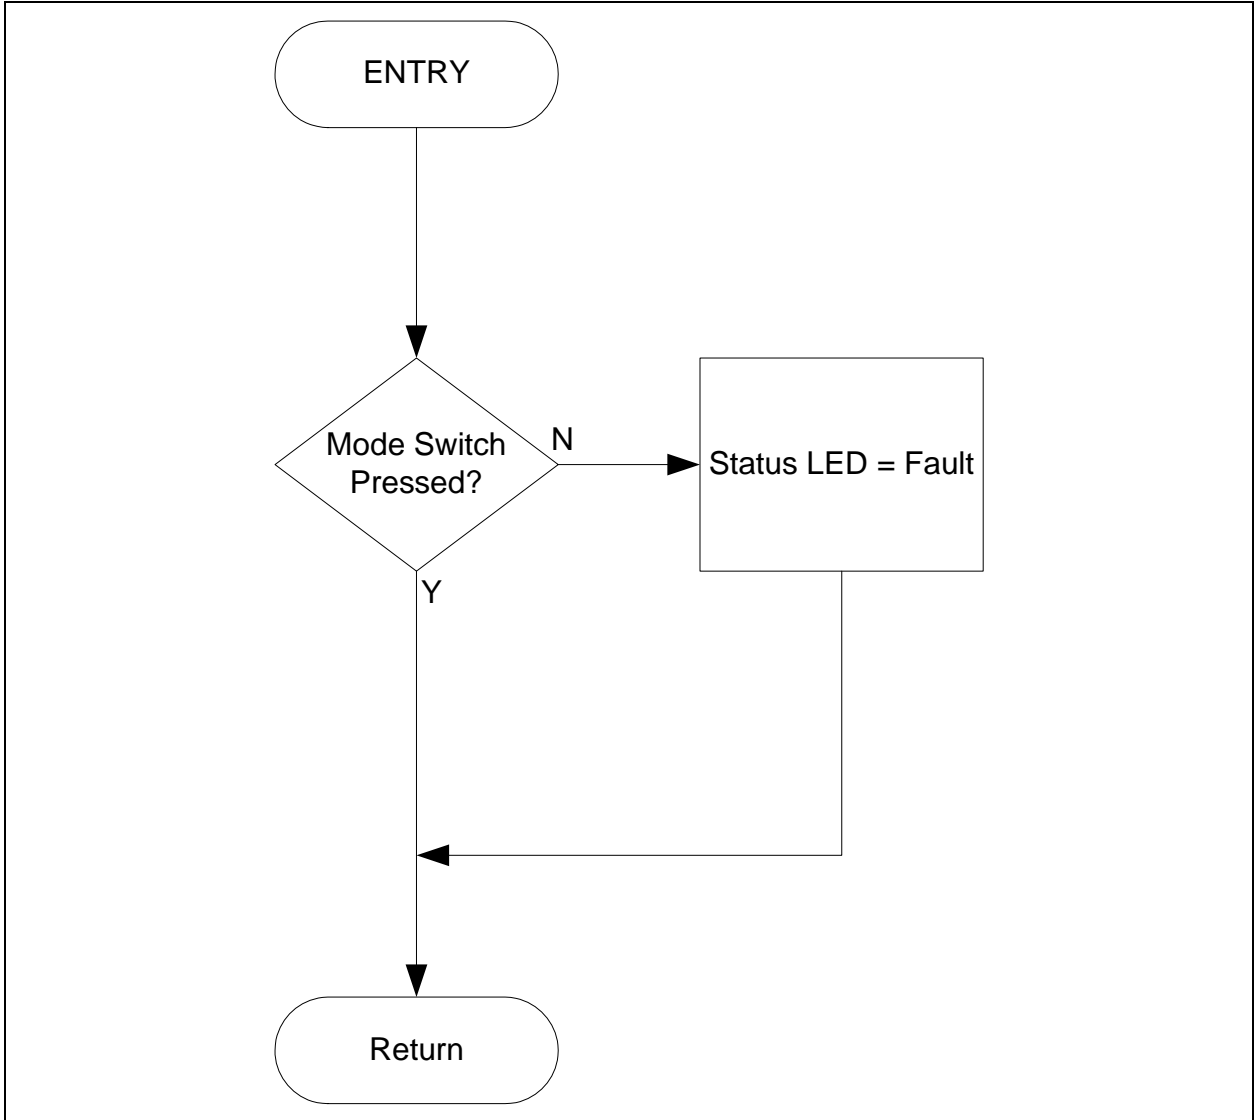 ENTRY
Mode Switch
Pressed?
N
Status LED = Fault
Y
Return